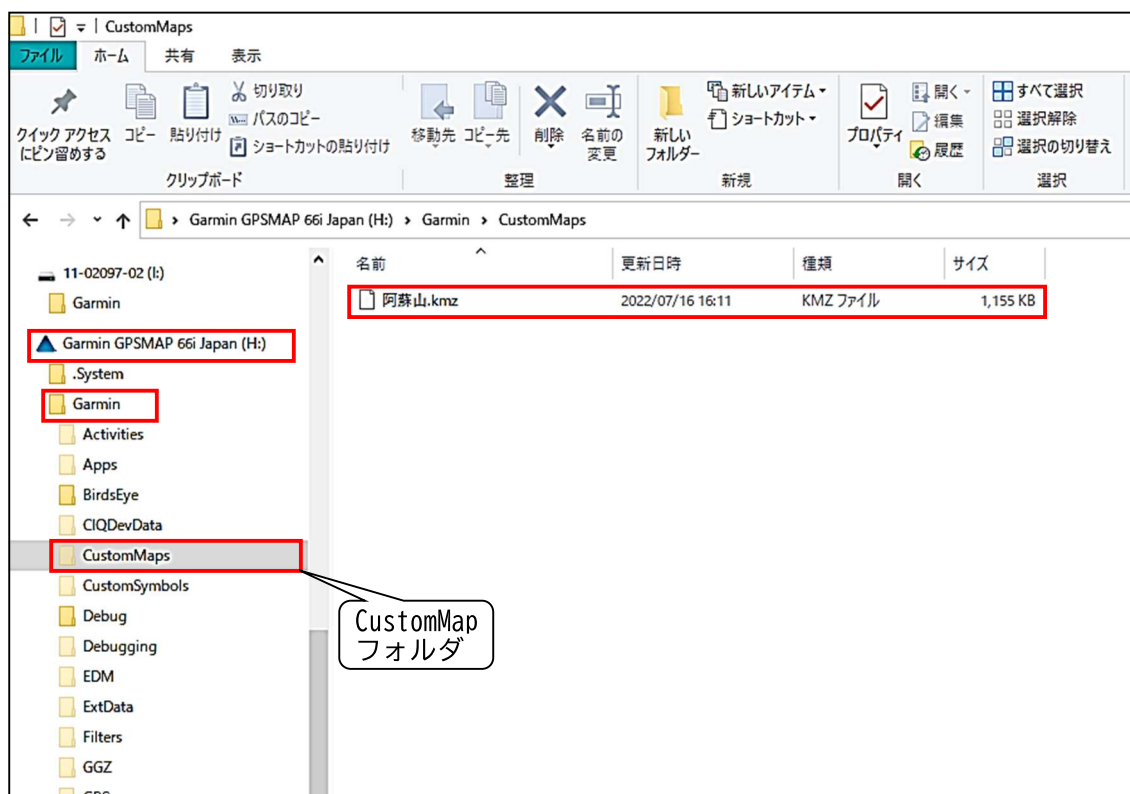 CustomMaps
ファイル ホーム 共有 表示
クイック アクセス
にピン留めする
コピー
貼り付け
切り取り
パスのコピー
ショートカットの貼り付け
クリップボード
移動先
コピー先
削除
名前の
変更
整理
新しい
フォルダー
新しいアイテム
ショートカット
新規
プロパティ
開く
編集
履歴
開く
すべて選択
選択解除
選択の切り替え
選択
Garmin GPSMAP 66i Japan (H:) › Garmin › CustomMaps
11-02097-02 (I:)
Garmin
Garmin GPSMAP 66i Japan (H:)
.System
Garmin
Activities
Apps
BirdsEye
CIQDevData
CustomMaps
CustomSymbols
Debug
Debugging
EDM
ExtData
Filters
GGZ
名前 更新日時 種類 サイズ
阿蘇山.kmz 2022/07/16 16:11 KMZ ファイル 1,155 KB
CustomMap
フォルダ